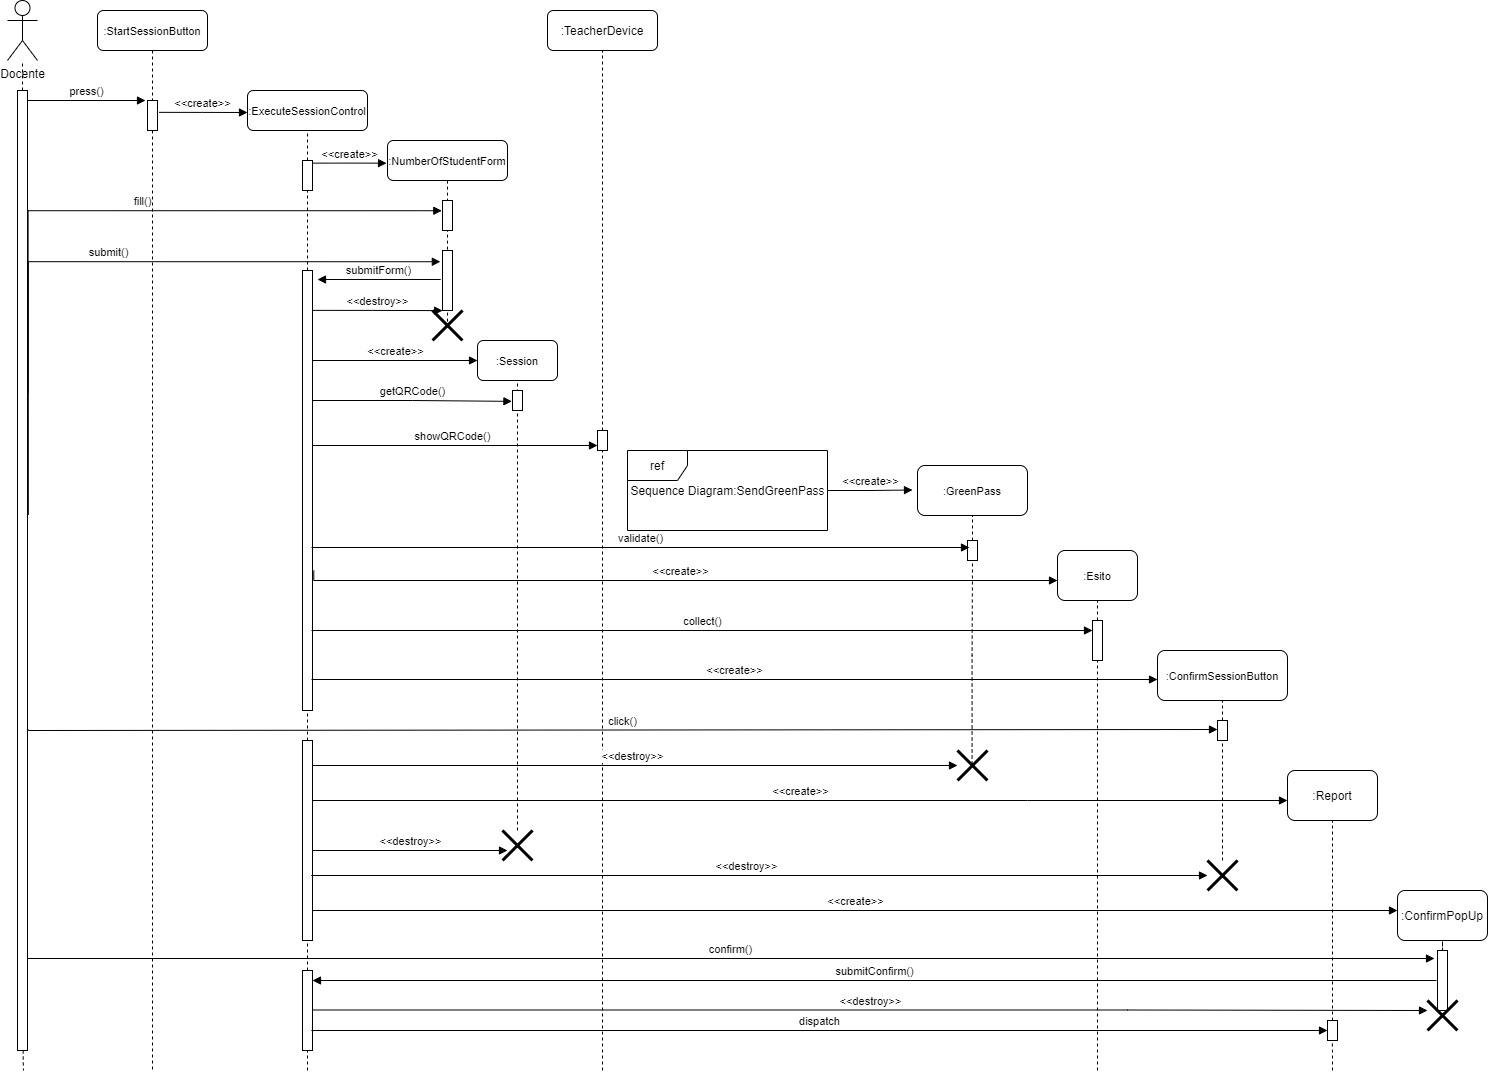 :StartSessionButton
:TeacherDevice
Docente
press()
<<create>>
:ExecuteSessionControl
<<create>>
:NumberOfStudentForm
fill()
submit()
submitForm()
<<destroy>>
<<create>>
:Session
getQRCode()
showQRCode()
ref
Sequence Diagram:SendGreenPass
<<create>>
:GreenPass
validate()
<<create>>
:Esito
collect()
<<create>>
:ConfirmSessionButton
click()
<<destroy>>
<<create>>
:Report
<<destroy>>
<<destroy>>
<<create>>
:ConfirmPopUp
confirm()
submitConfirm()
<<destroy>>
dispatch